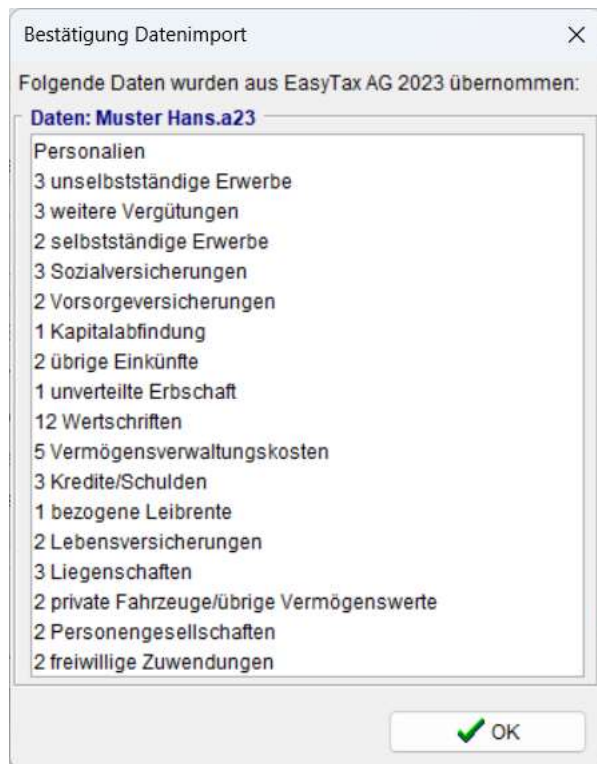 Bestätigung Datenimport
Folgende Daten wurden aus EasyTax AG 2023 übernommen:
Daten: Muster Hans.a23
Personalien
3 unselbstständige Erwerbe
3 weitere Vergütungen
2 selbstständige Erwerbe
3 Sozialversicherungen
2 Vorsorgeversicherungen
1 Kapitalabfindung
2 übrige Einkünfte
1 unverteilte Erbschaft
12 Wertschriften
5 Vermögensverwaltungskosten
3 Kredite/Schulden
1 bezogene Leibrente
2 Lebensversicherungen
3 Liegenschaften
2 private Fahrzeuge/übrige Vermögenswerte
2 Personengesellschaften
2 freiwillige Zuwendungen
OK